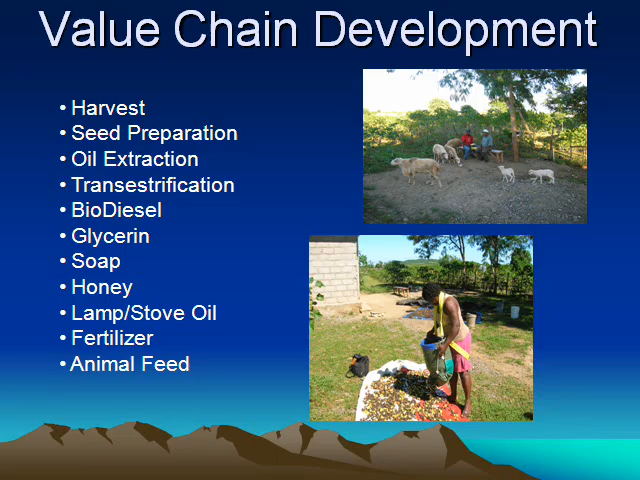 Value Chain Development
• Harvest
• Seed Preparation
• Oil Extraction
• Transestrification
• BioDiesel
• Glycerin
• Soap
• Honey
• Lamp/Stove Oil
• Fertilizer
• Animal Feed